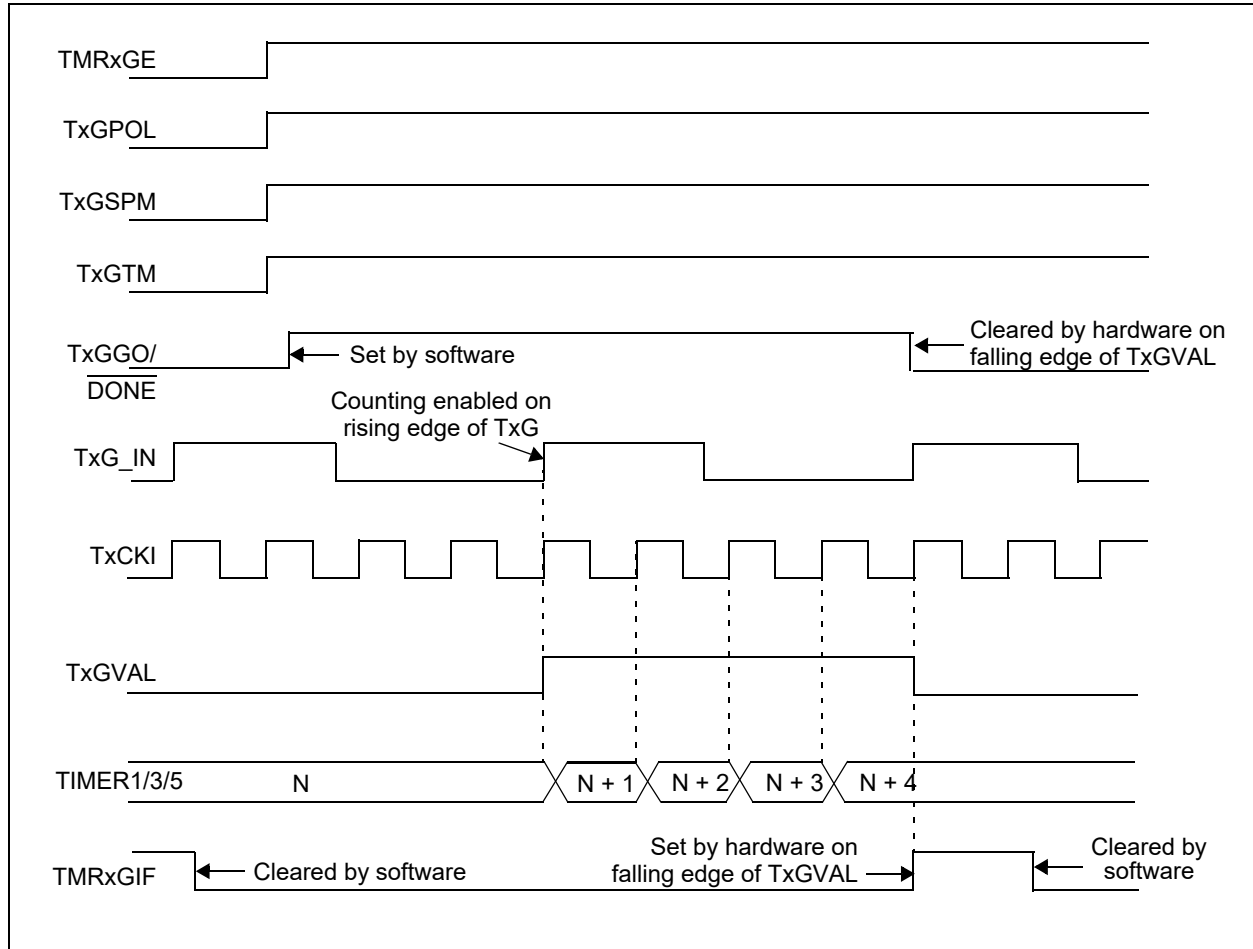 TMRxGE
TxGPOL
TxGSPM
TxGTM
TxGGO/
DONE
Set by software
Cleared by hardware on
falling edge of TxGVAL
Counting enabled on
rising edge of TxG
TxG_IN
TxCKI
TxGVAL
TIMER1/3/5
N
N + 1
N + 2
N + 3
N + 4
TMRxGIF
Cleared by software
Set by hardware on
falling edge of TxGVAL
Cleared by
software